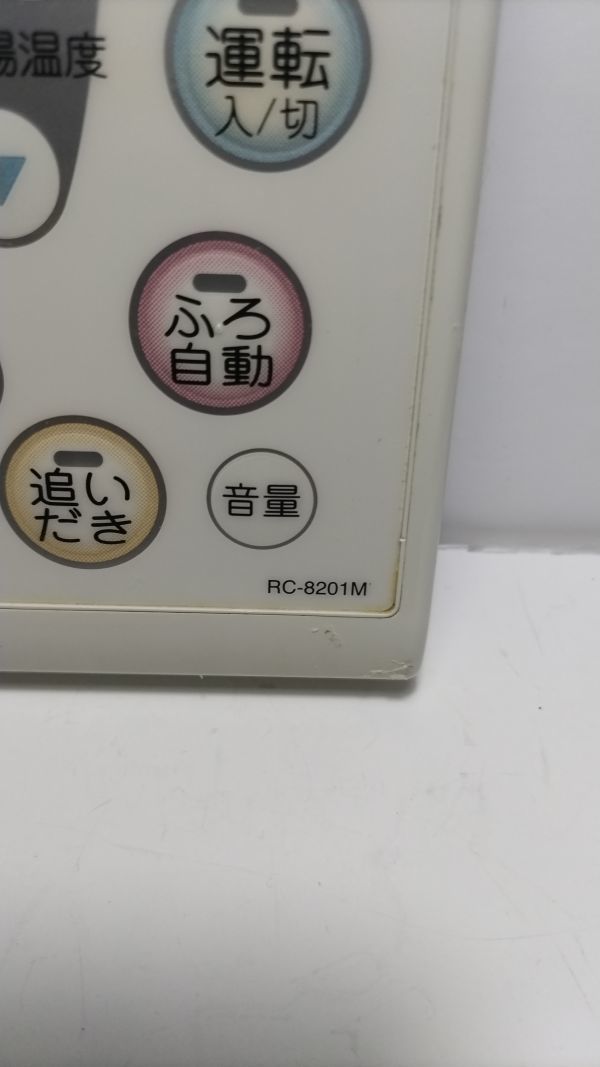 湯温度
運転
入/切
ふろ
自動
追い
だき
音量
RC-8201M